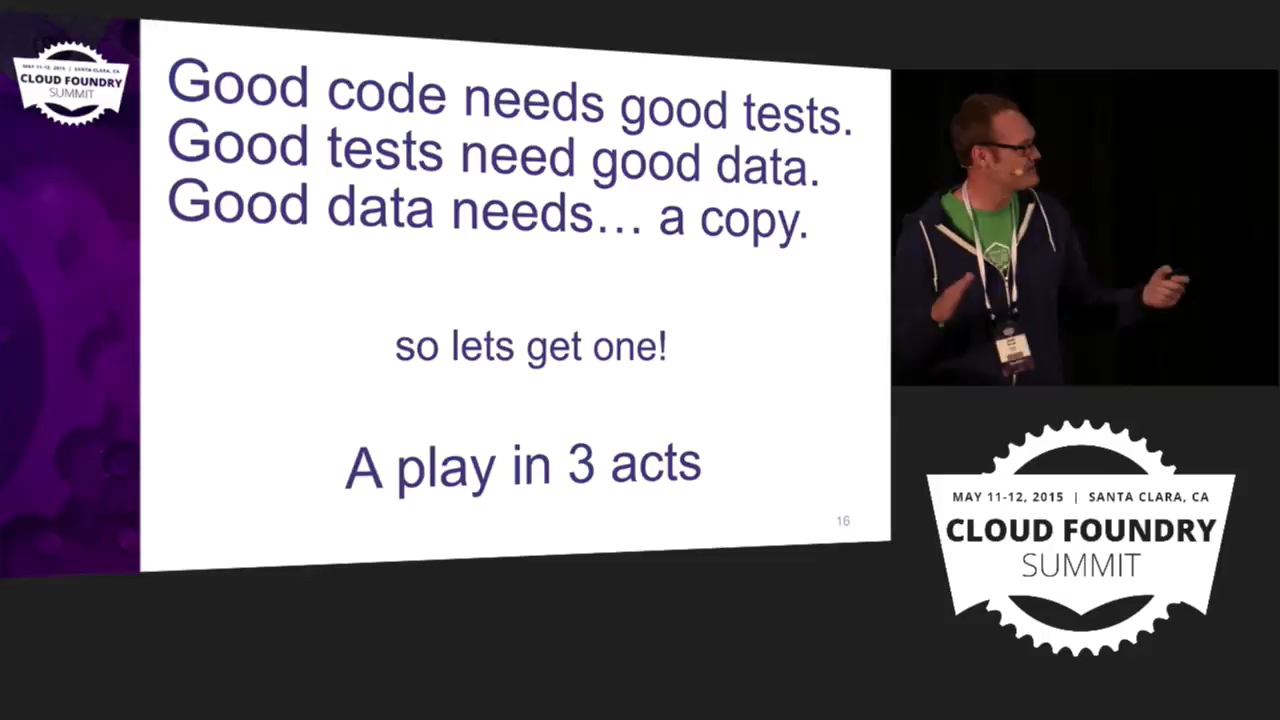 MAY 11-12, 2015 | SANTA CLARA, CA
CLOUD FOUNDRY
SUMMIT
Good code needs good tests.
Good tests need good data.
Good data needs… a copy.
so lets get one!
A play in 3 acts
16
MAY 11-12, 2015 | SANTA CLARA, CA
CLOUD FOUNDRY
SUMMIT